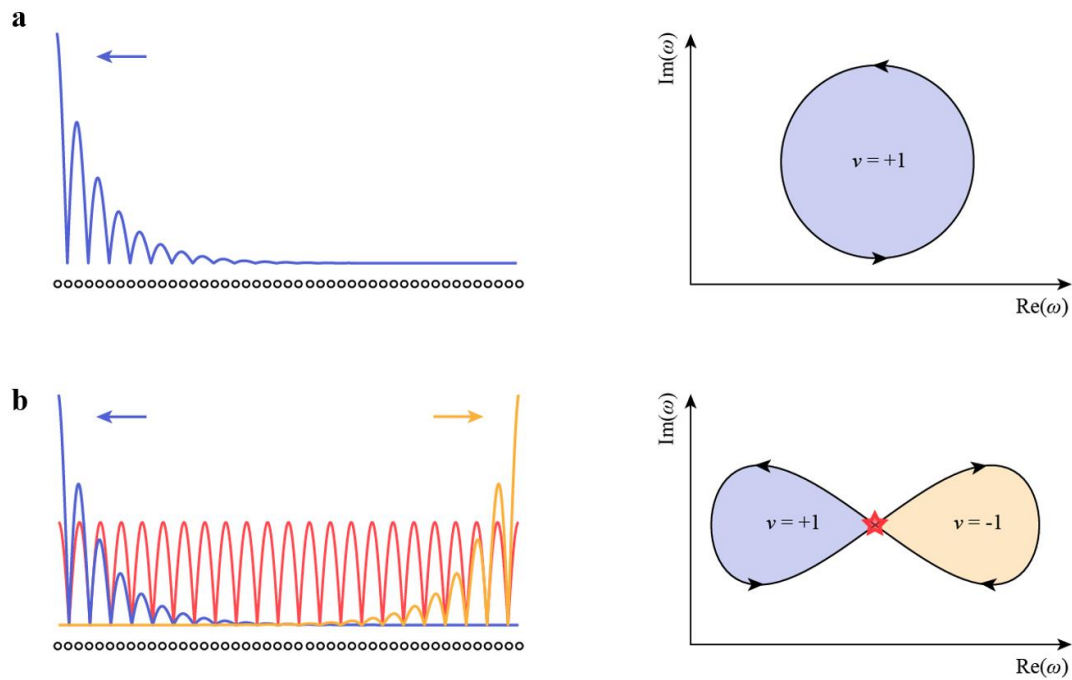 a
Im(ω)
ν = +1
Re(ω)
b
Im(ω)
ν = +1
ν = -1
Re(ω)